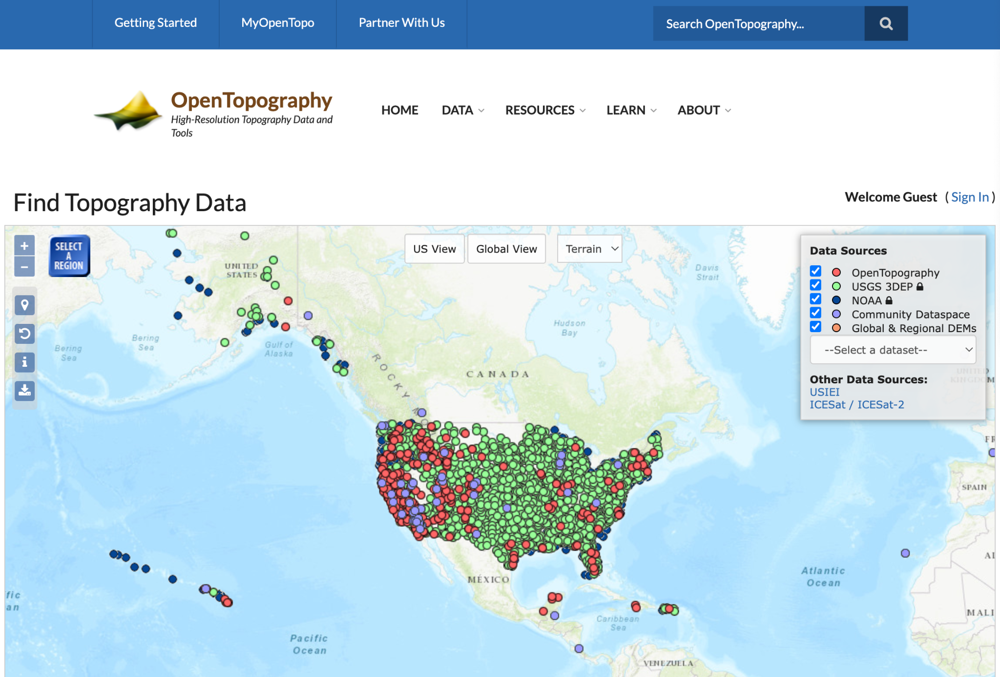 Getting Started
MyOpenTopo
Partner With Us
Search OpenTopography...
OpenTopography
High-Resolution Topography Data and
Tools
HOME
DATA
RESOURCES
LEARN
ABOUT
Find Topography Data
Welcome Guest ( Sign In )
+
−
SELECT
A
REGION
US View
Global View
Terrain
Data Sources
OpenTopography
USGS 3DEP
NOAA
Community Dataspace
Global & Regional DEMs
--Select a dataset--
Other Data Sources:
USIEI
ICESat / ICESat-2
UNITED
STATES
Davis
Strait
Hudson
Bay
Bering
Sea
Bering
Sea
Gulf of
Alaska
ROCKY
CANADA
UNITED
KINGDOM
FR
SPAIN
AL
Atlantic
Ocean
MÉXICO
fic
an
MALI
Caribbean
Sea
Pacific
Ocean
VENEZUELA